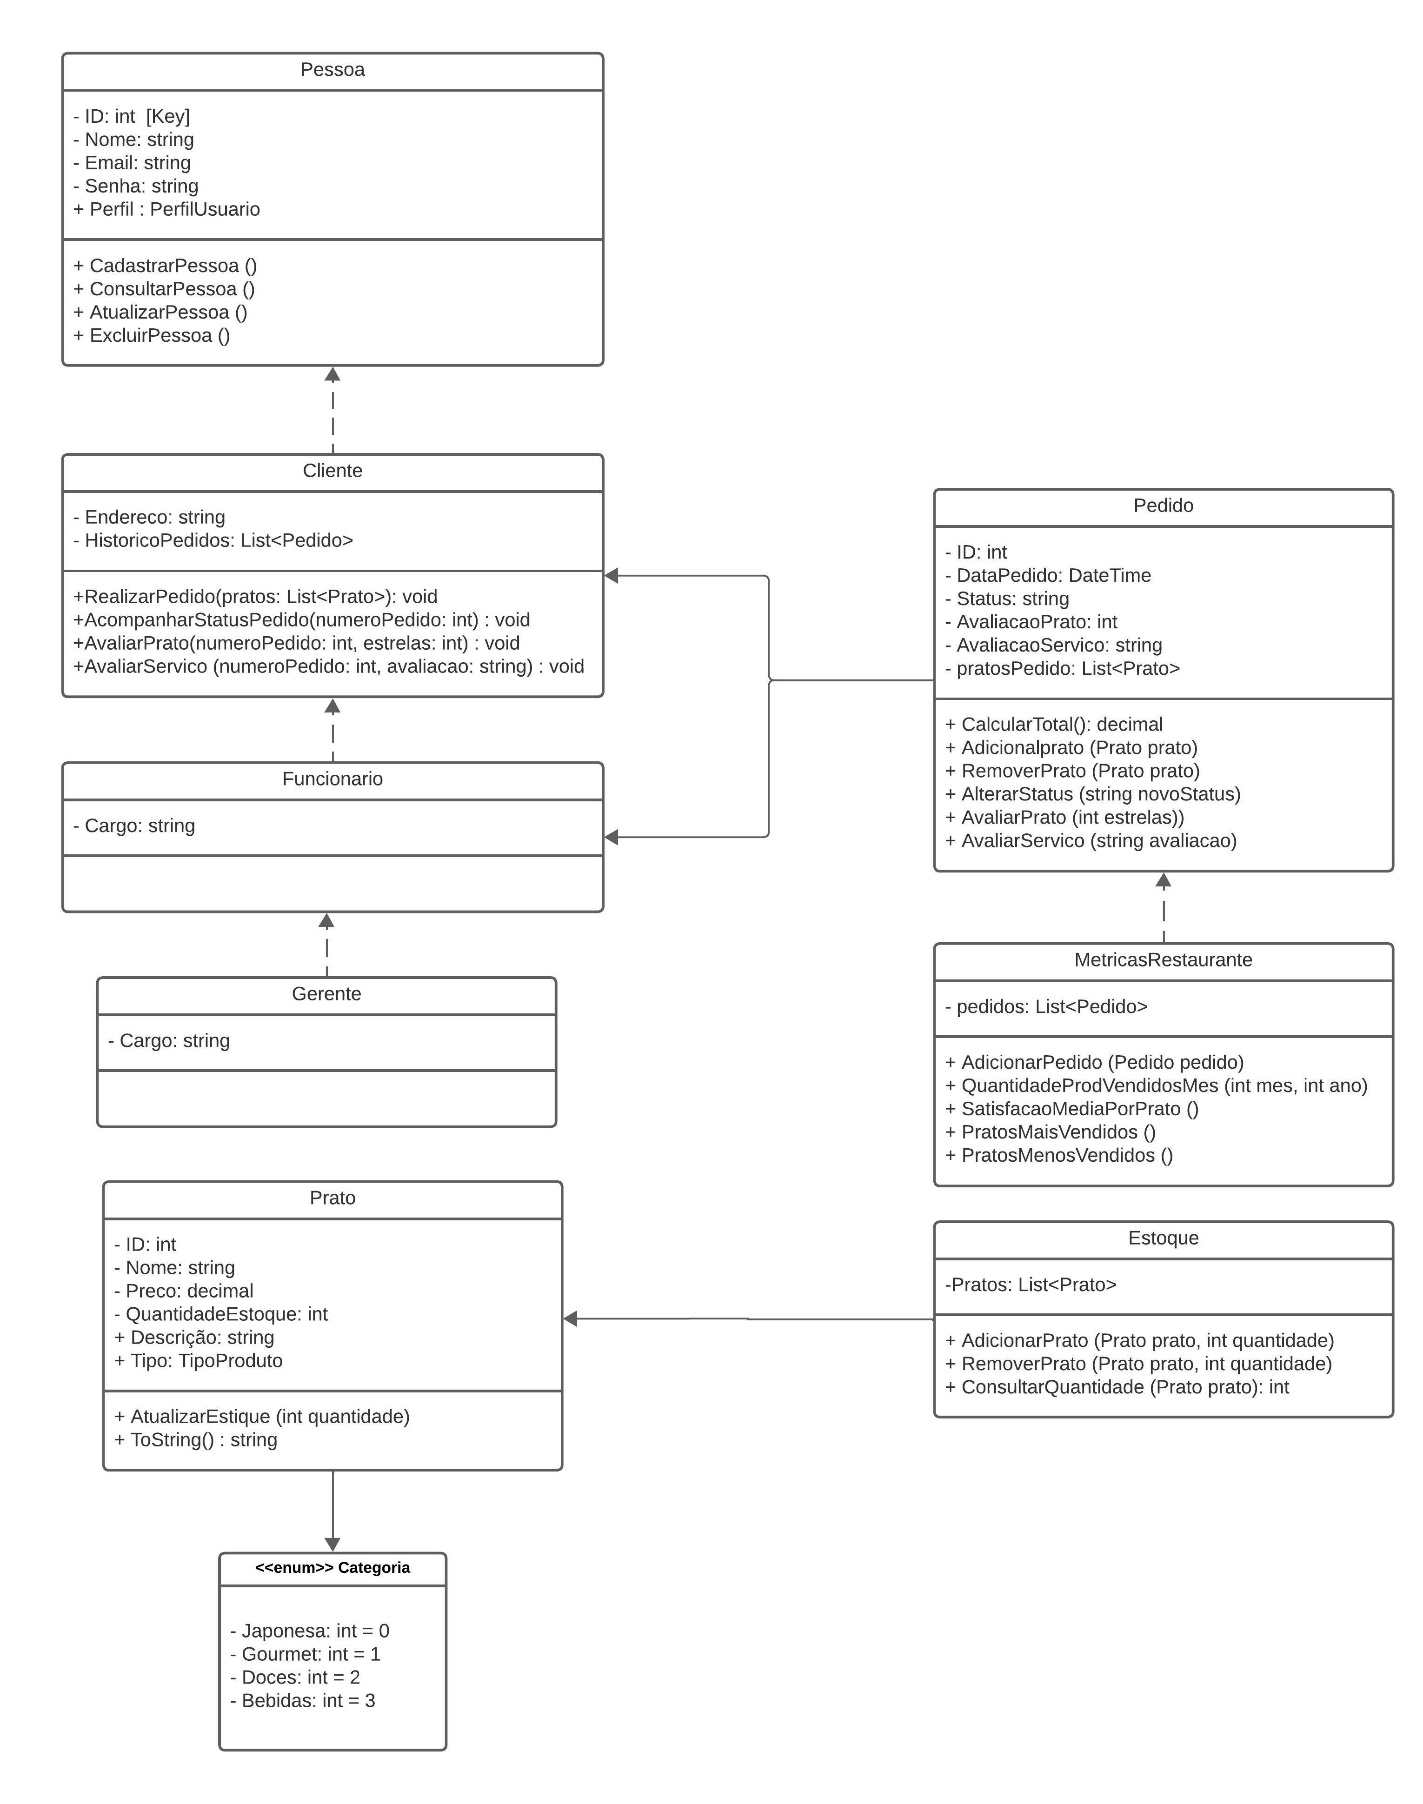 Pessoa
- ID: int  [Key]
- Nome: string
- Email: string
- Senha: string
+ Perfil : PerfilUsuario
+ CadastrarPessoa ()
+ ConsultarPessoa ()
+ AtualizarPessoa ()
+ ExcluirPessoa ()
Cliente
- Endereco: string
- HistoricoPedidos: List<Pedido>
+RealizarPedido(pratos: List<Prato>): void
+AcompanharStatusPedido(numeroPedido: int) : void
+AvaliarPrato(numeroPedido: int, estrelas: int) : void
+AvaliarServico (numeroPedido: int, avaliacao: string) : void
Funcionario
- Cargo: string
Gerente
- Cargo: string
Pedido
- ID: int
- DataPedido: DateTime
- Status: string
- AvaliacaoPrato: int
- AvaliacaoServico: string
- pratosPedido: List<Prato>
+ CalcularTotal(): decimal
+ Adicionalprato (Prato prato)
+ RemoverPrato (Prato prato)
+ AlterarStatus (string novoStatus)
+ AvaliarPrato (int estrelas))
+ AvaliarServico (string avaliacao)
MetricasRestaurante
- pedidos: List<Pedido>
+ AdicionarPedido (Pedido pedido)
+ QuantidadeProdVendidosMes (int mes, int ano)
+ SatisfacaoMediaPorPrato ()
+ PratosMaisVendidos ()
+ PratosMenosVendidos ()
Prato
- ID: int
- Nome: string
- Preco: decimal
- QuantidadeEstoque: int
+ Descrição: string
+ Tipo: TipoProduto
+ AtualizarEstique (int quantidade)
+ ToString() : string
Estoque
-Pratos: List<Prato>
+ AdicionarPrato (Prato prato, int quantidade)
+ RemoverPrato (Prato prato, int quantidade)
+ ConsultarQuantidade (Prato prato): int
<<enum>> Categoria
- Japonesa: int = 0
- Gourmet: int = 1
- Doces: int = 2
- Bebidas: int = 3